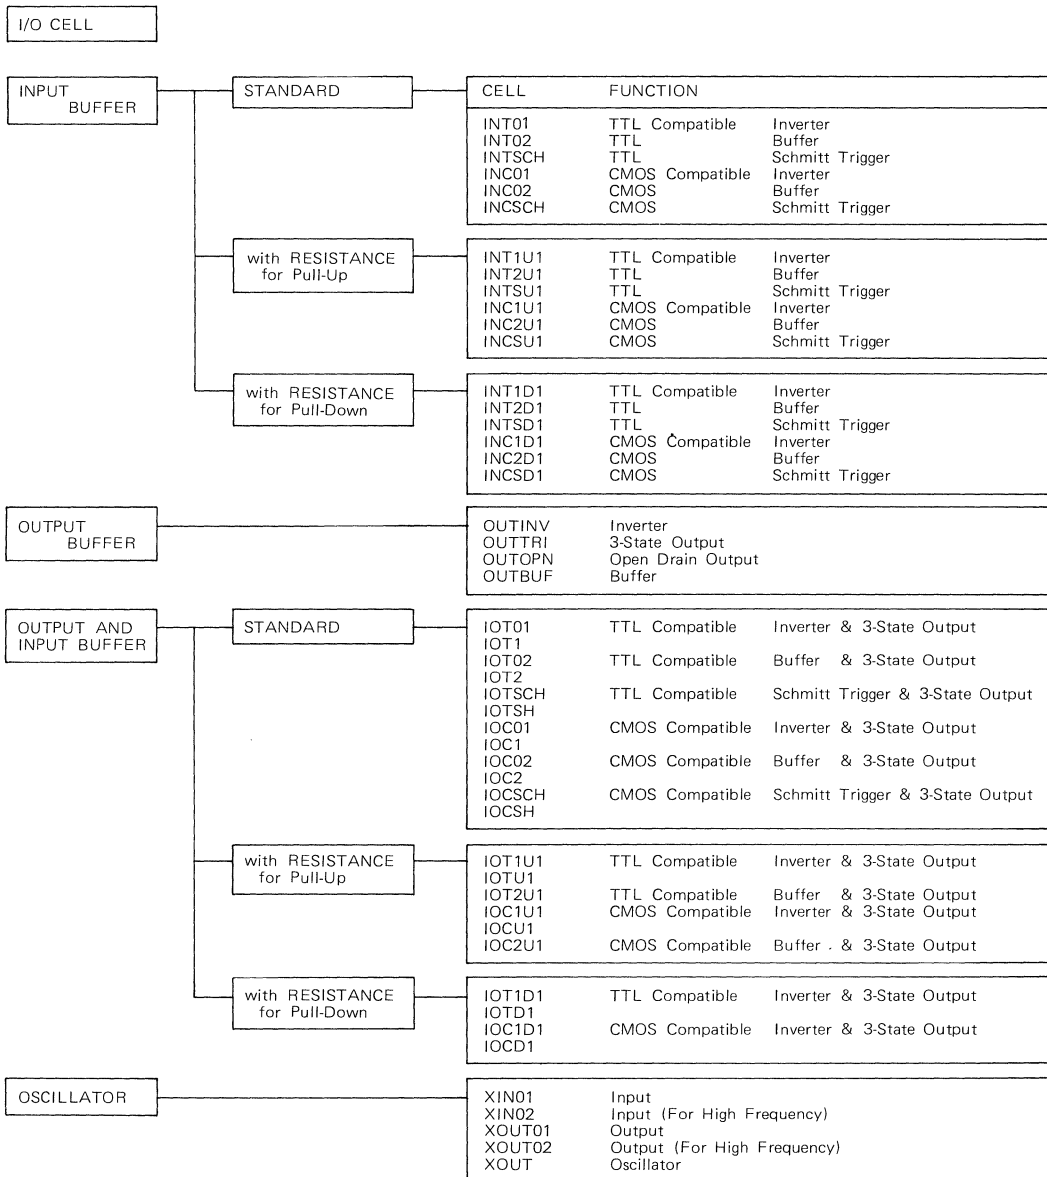 I/O CELL
INPUT
BUFFER
STANDARD
CELL FUNCTION
INT01 TTL Compatible Inverter
INT02 TTL Buffer
INTSCH TTL Schmitt Trigger
INC01 CMOS Compatible Inverter
INC02 CMOS Buffer
INCSCH CMOS Schmitt Trigger
with RESISTANCE
for Pull-Up
INT1U1 TTL Compatible Inverter
INT2U1 TTL Buffer
INTSU1 TTL Schmitt Trigger
INC1U1 CMOS Compatible Inverter
INC2U1 CMOS Buffer
INCSU1 CMOS Schmitt Trigger
with RESISTANCE
for Pull-Down
INT1D1 TTL Compatible Inverter
INT2D1 TTL Buffer
INTSD1 TTL Schmitt Trigger
INC1D1 CMOS Compatible Inverter
INC2D1 CMOS Buffer
INCSD1 CMOS Schmitt Trigger
OUTPUT
BUFFER
OUTINV Inverter
OUTTRI 3-State Output
OUTOPN Open Drain Output
OUTBUF Buffer
OUTPUT AND
INPUT BUFFER
STANDARD
IOT01 TTL Compatible Inverter & 3-State Output
IOT1
IOT02 TTL Compatible Buffer & 3-State Output
IOT2
IOTSCH TTL Compatible Schmitt Trigger & 3-State Output
IOTSH
IOC01 CMOS Compatible Inverter & 3-State Output
IOC1
IOC02 CMOS Compatible Buffer & 3-State Output
IOC2
IOCSCH CMOS Compatible Schmitt Trigger & 3-State Output
IOCSH
with RESISTANCE
for Pull-Up
IOT1U1 TTL Compatible Inverter & 3-State Output
IOTU1
IOT2U1 TTL Compatible Buffer & 3-State Output
IOC1U1 CMOS Compatible Inverter & 3-State Output
IOCU1
IOC2U1 CMOS Compatible Buffer & 3-State Output
with RESISTANCE
for Pull-Down
IOT1D1 TTL Compatible Inverter & 3-State Output
IOTD1
IOC1D1 CMOS Compatible Inverter & 3-State Output
IOCD1
OSCILLATOR
XIN01 Input
XIN02 Input (For High Frequency)
XOUT01 Output
XOUT02 Output (For High Frequency)
XOUT Oscillator